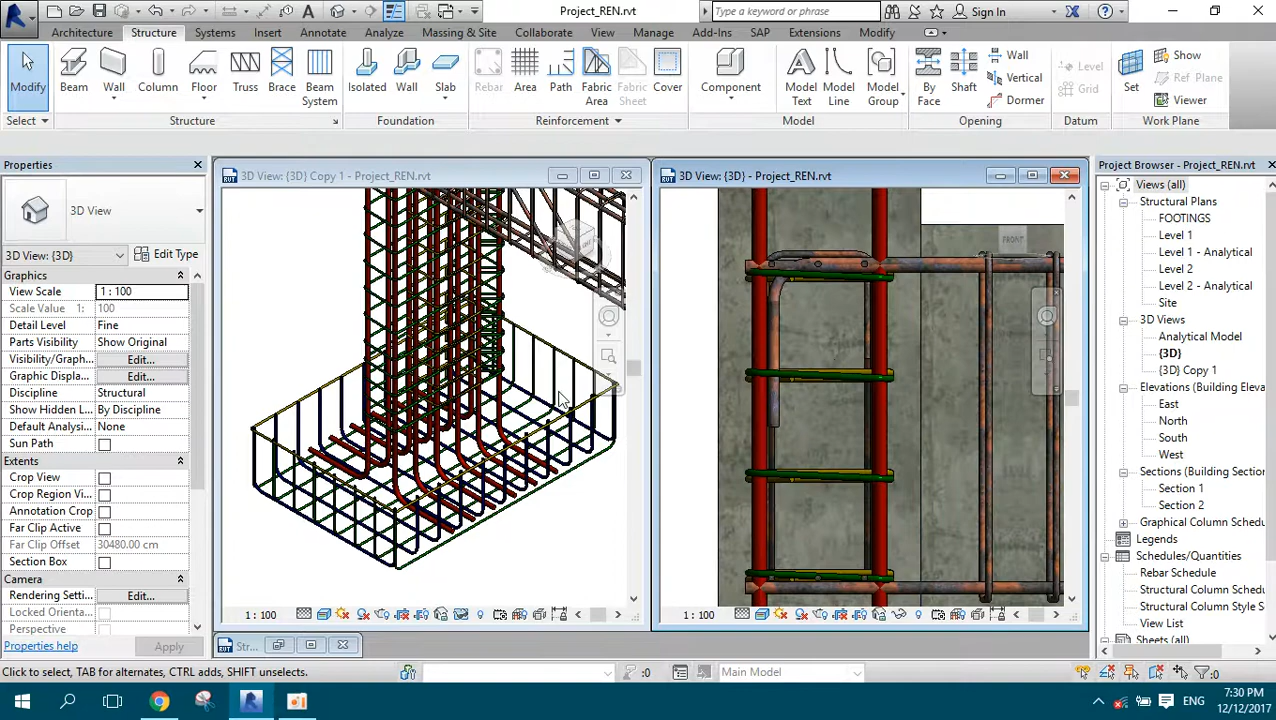 Project_REN.rvt
Type a keyword or phrase
Sign In
Architecture Structure Systems Insert Annotate Analyze Massing & Site Collaborate View Manage Add-Ins SAP Extensions Modify
Modify Beam Wall Column Floor Truss Brace Beam System Isolated Wall Slab Rebar Area Path Fabric Area Fabric Sheet Cover Component Model Text Model Line Model Group By Face Shaft Wall Vertical Dormer Level Grid Set Show Ref Plane Viewer
Select Structure Foundation Reinforcement Model Opening Datum Work Plane
Properties
3D View
3D View: {3D} Edit Type
Graphics
View Scale 1 : 100
Scale Value 1: 100
Detail Level Fine
Parts Visibility Show Original
Visibility/Graph... Edit...
Graphic Displa... Edit...
Discipline Structural
Show Hidden L... By Discipline
Default Analysi... None
Sun Path
Extents
Crop View
Crop Region Vi...
Annotation Crop
Far Clip Active
Far Clip Offset 30480.00 cm
Section Box
Camera
Rendering Setti... Edit...
Locked Orienta...
Perspective
Properties help Apply
3D View: {3D} Copy 1 - Project_REN.rvt
1 : 100
Str...
3D View: {3D} - Project_REN.rvt
FRONT
1 : 100
Project Browser - Project_REN.rvt
Views (all)
Structural Plans
FOOTINGS
Level 1
Level 1 - Analytical
Level 2
Level 2 - Analytical
Site
3D Views
Analytical Model
{3D}
{3D} Copy 1
Elevations (Building Eleva
East
North
South
West
Sections (Building Sectio
Section 1
Section 2
Graphical Column Schedu
Legends
Schedules/Quantities
Rebar Schedule
Structural Column Schedu
Structural Column Style S
View List
Sheets (all)
Click to select, TAB for alternates, CTRL adds, SHIFT unselects.
:0
Main Model
:0
ENG
7:30 PM
12/12/2017